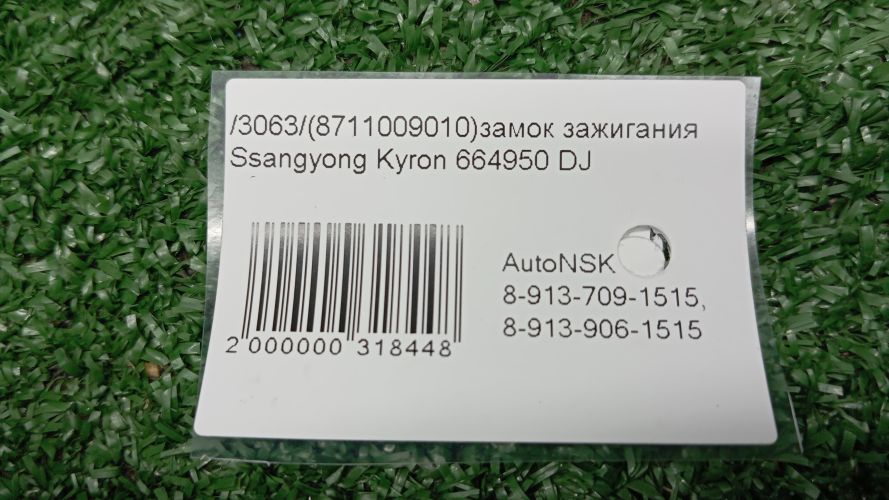 /3063/(8711009010)замок зажигания
Ssangyong Kyron 664950 DJ
AutoNSK
8-913-709-1515,
8-913-906-1515
2 000000 318448